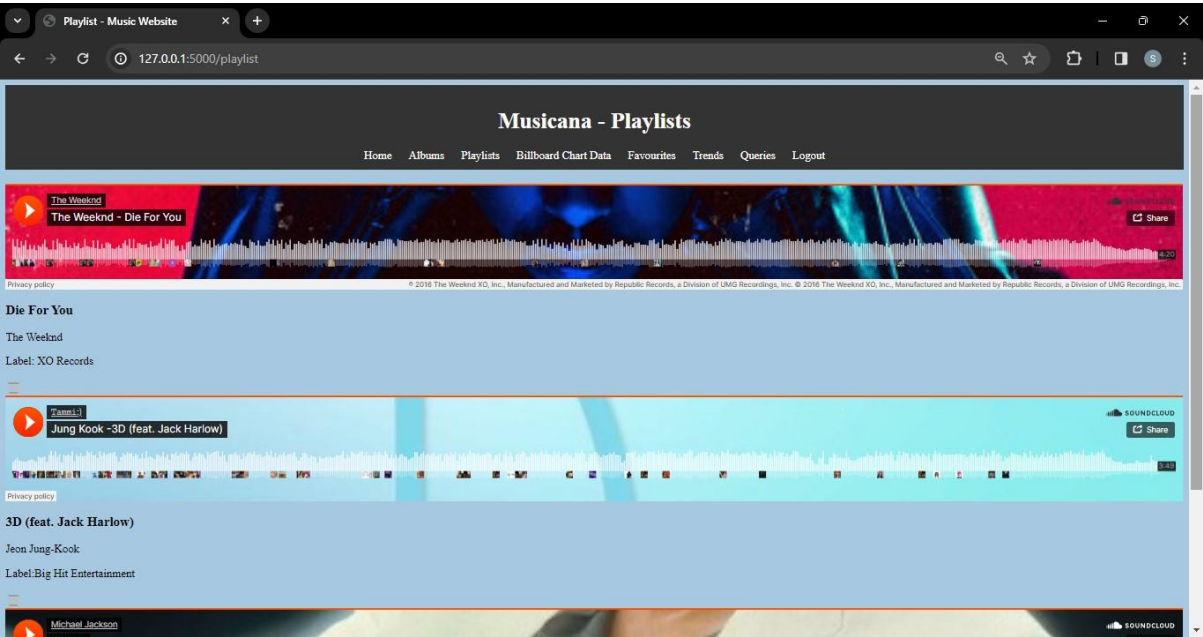 Playlist - Music Website
127.0.0.1:5000/playlist
S
Musicana - Playlists
Home Albums Playlists Billboard Chart Data Favourites Trends Queries Logout
The Weeknd
The Weeknd - Die For You
SOUNDCLOUD
Share
4:20
Privacy policy
℗ 2016 The Weeknd XO, Inc., Manufactured and Marketed by Republic Records, a Division of UMG Recordings, Inc. © 2016 The Weeknd XO, Inc., Manufactured and Marketed by Republic Records, a Division of UMG Recordings, Inc.
Die For You
The Weeknd
Label: XO Records
Tammi:)
Jung Kook -3D (feat. Jack Harlow)
SOUNDCLOUD
Share
3:49
Privacy policy
3D (feat. Jack Harlow)
Jeon Jung-Kook
Label:Big Hit Entertainment
Michael Jackson
SOUNDCLOUD